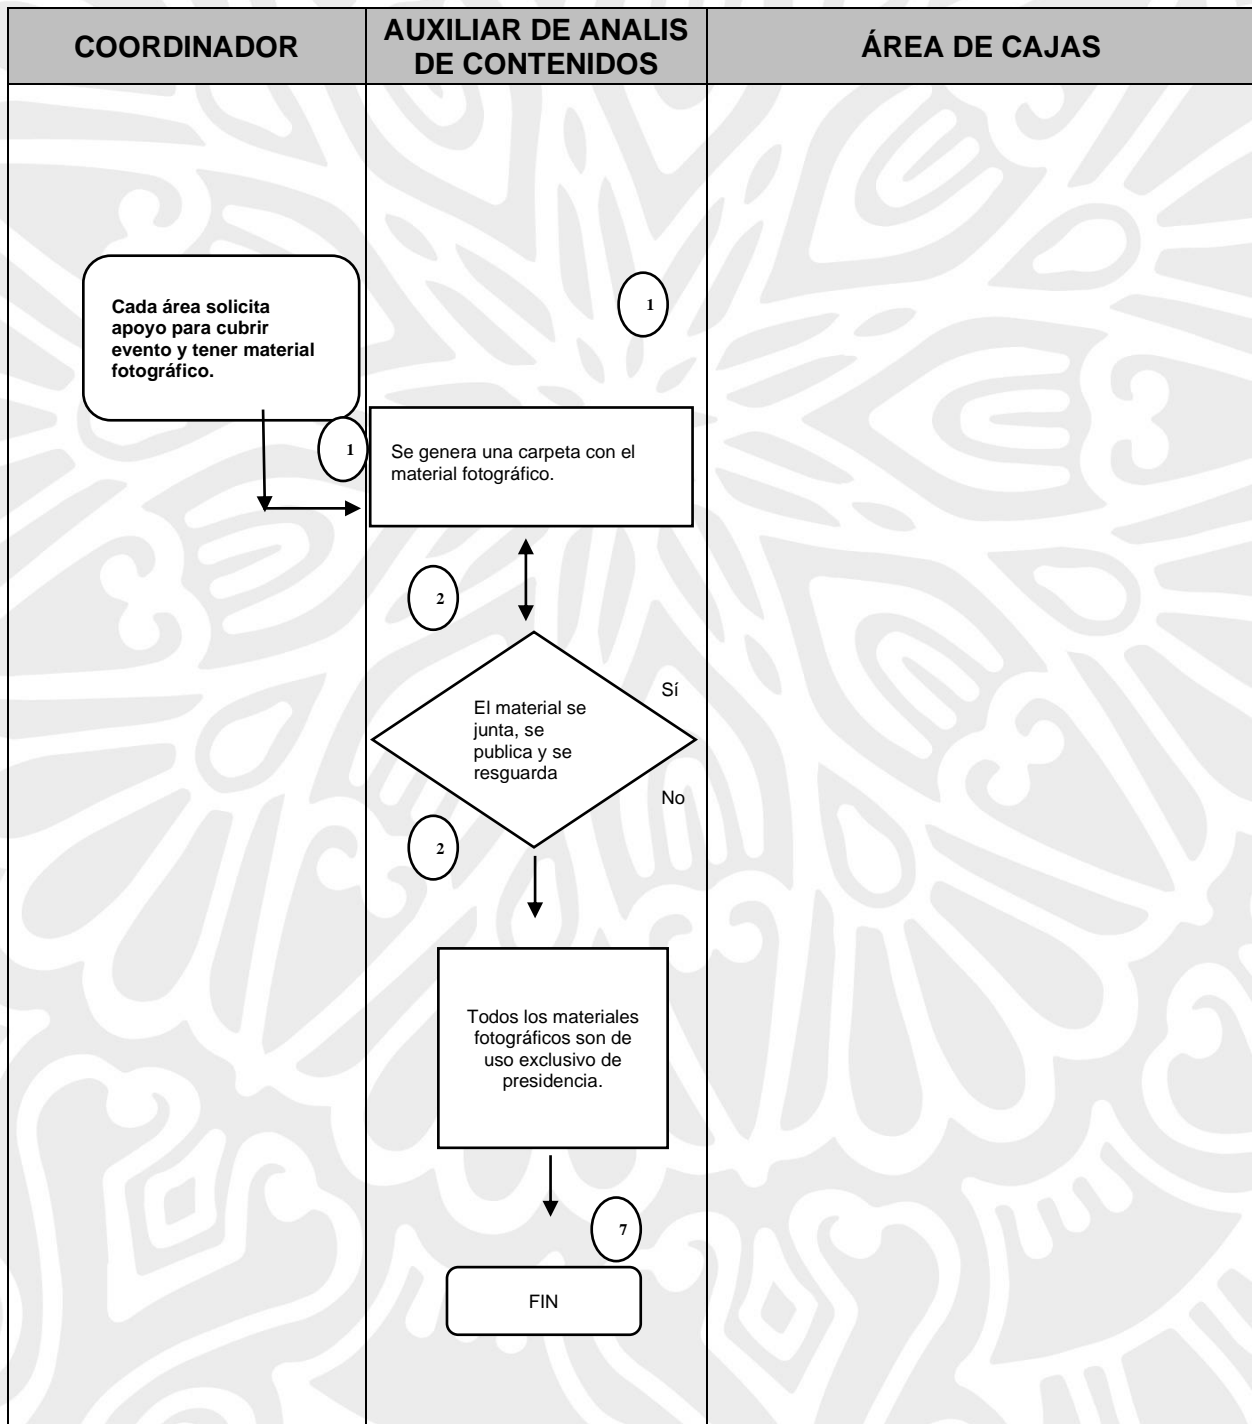 COORDINADOR
AUXILIAR DE ANALIS
DE CONTENIDOS
ÁREA DE CAJAS
Cada área solicita
apoyo para cubrir
evento y tener material
fotográfico.
1
1
Se genera una carpeta con el
material fotográfico.
2
Sí
El material se
junta, se
publica y se
resguarda
No
2
Todos los materiales
fotográficos son de
uso exclusivo de
presidencia.
7
FIN